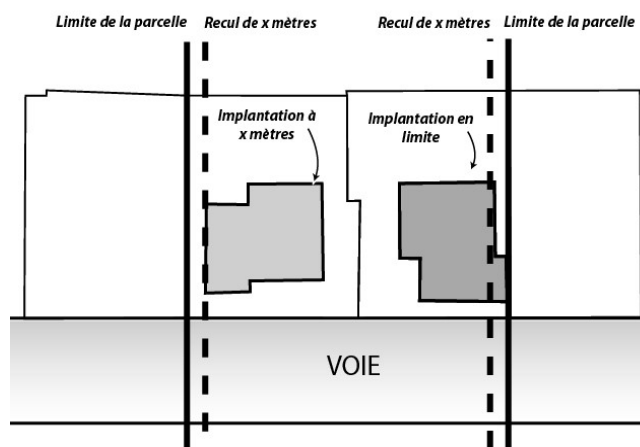 Limite de la parcelle
Recul de x mètres
Recul de x mètres
Limite de la parcelle
Implantation à
x mètres
Implantation en
limite
VOIE